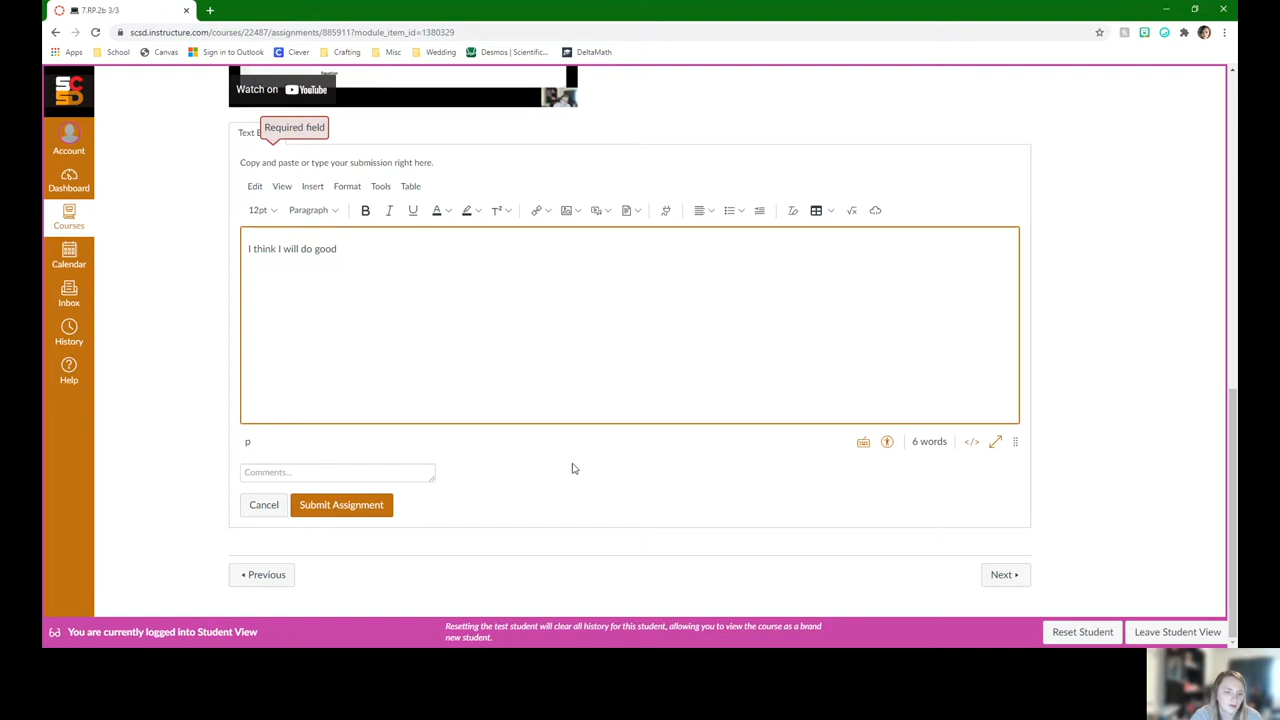 7.RP.2b 3/3
scsd.instructure.com/courses/22487/assignments/885911?module_item_id=1380329
Apps School Canvas Sign in to Outlook Clever Crafting Misc Wedding Desmos | Scientific... DeltaMath
SC
SD
Account
Dashboard
Courses
Calendar
Inbox
History
Help
Equation
Watch on YouTube
Text E
Required field
Copy and paste or type your submission right here.
Edit View Insert Format Tools Table
12pt Paragraph B I U A T²
I think I will do good
p
6 words </>
Comments...
Cancel Submit Assignment
Previous
Next
You are currently logged into Student View
Resetting the test student will clear all history for this student, allowing you to view the course as a brand
new student.
Reset Student Leave Student View